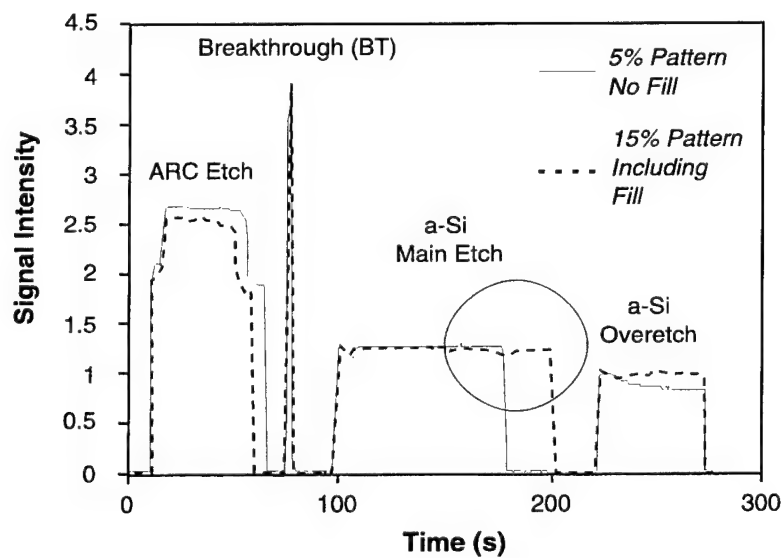 4.5
4
3.5
3
2.5
2
1.5
1
0.5
0
Signal Intensity
Breakthrough (BT)
ARC Etch
a-Si
Main Etch
a-Si
Overetch
5% Pattern
No Fill
15% Pattern
Including
Fill
0
100
200
300
Time (s)